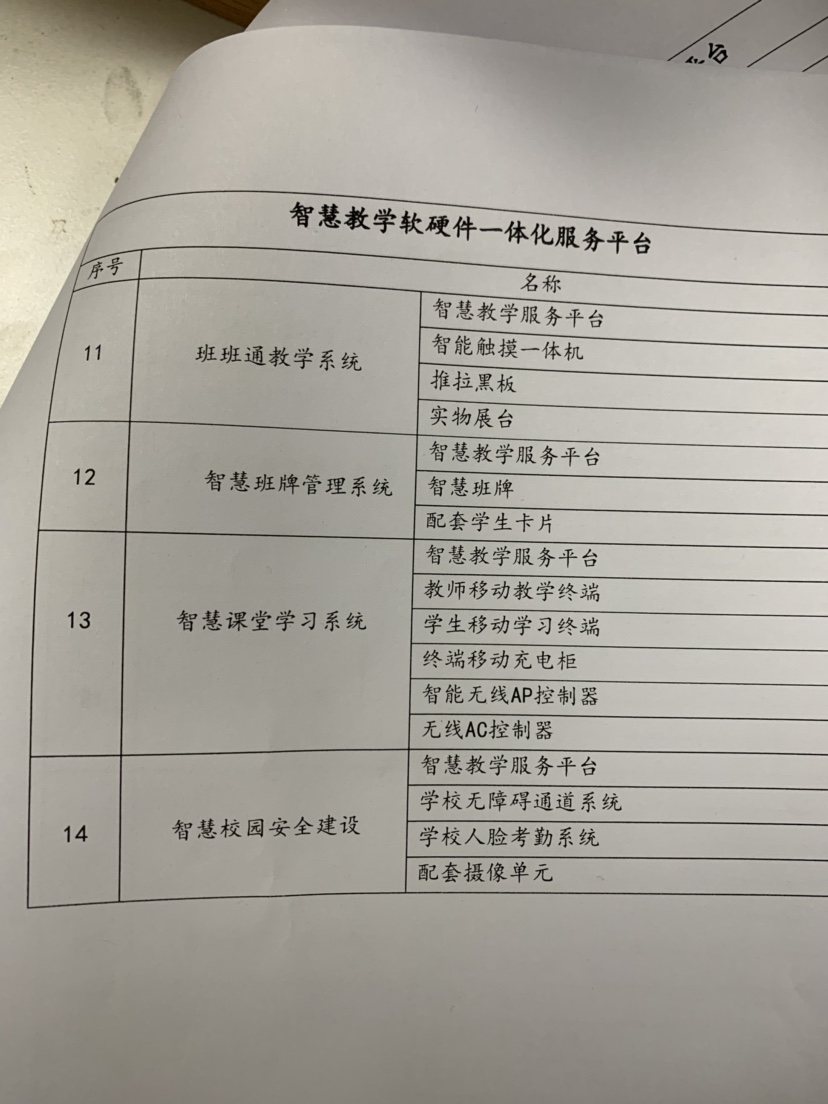 台
智慧教学软硬件一体化服务平台
序号 名称
11 班班通教学系统
智慧教学服务平台
智能触摸一体机
推拉黑板
实物展台
12 智慧班牌管理系统
智慧教学服务平台
智慧班牌
配套学生卡片
13 智慧课堂学习系统
智慧教学服务平台
教师移动教学终端
学生移动学习终端
终端移动充电柜
智能无线AP控制器
无线AC控制器
14 智慧校园安全建设
智慧教学服务平台
学校无障碍通道系统
学校人脸考勤系统
配套摄像单元